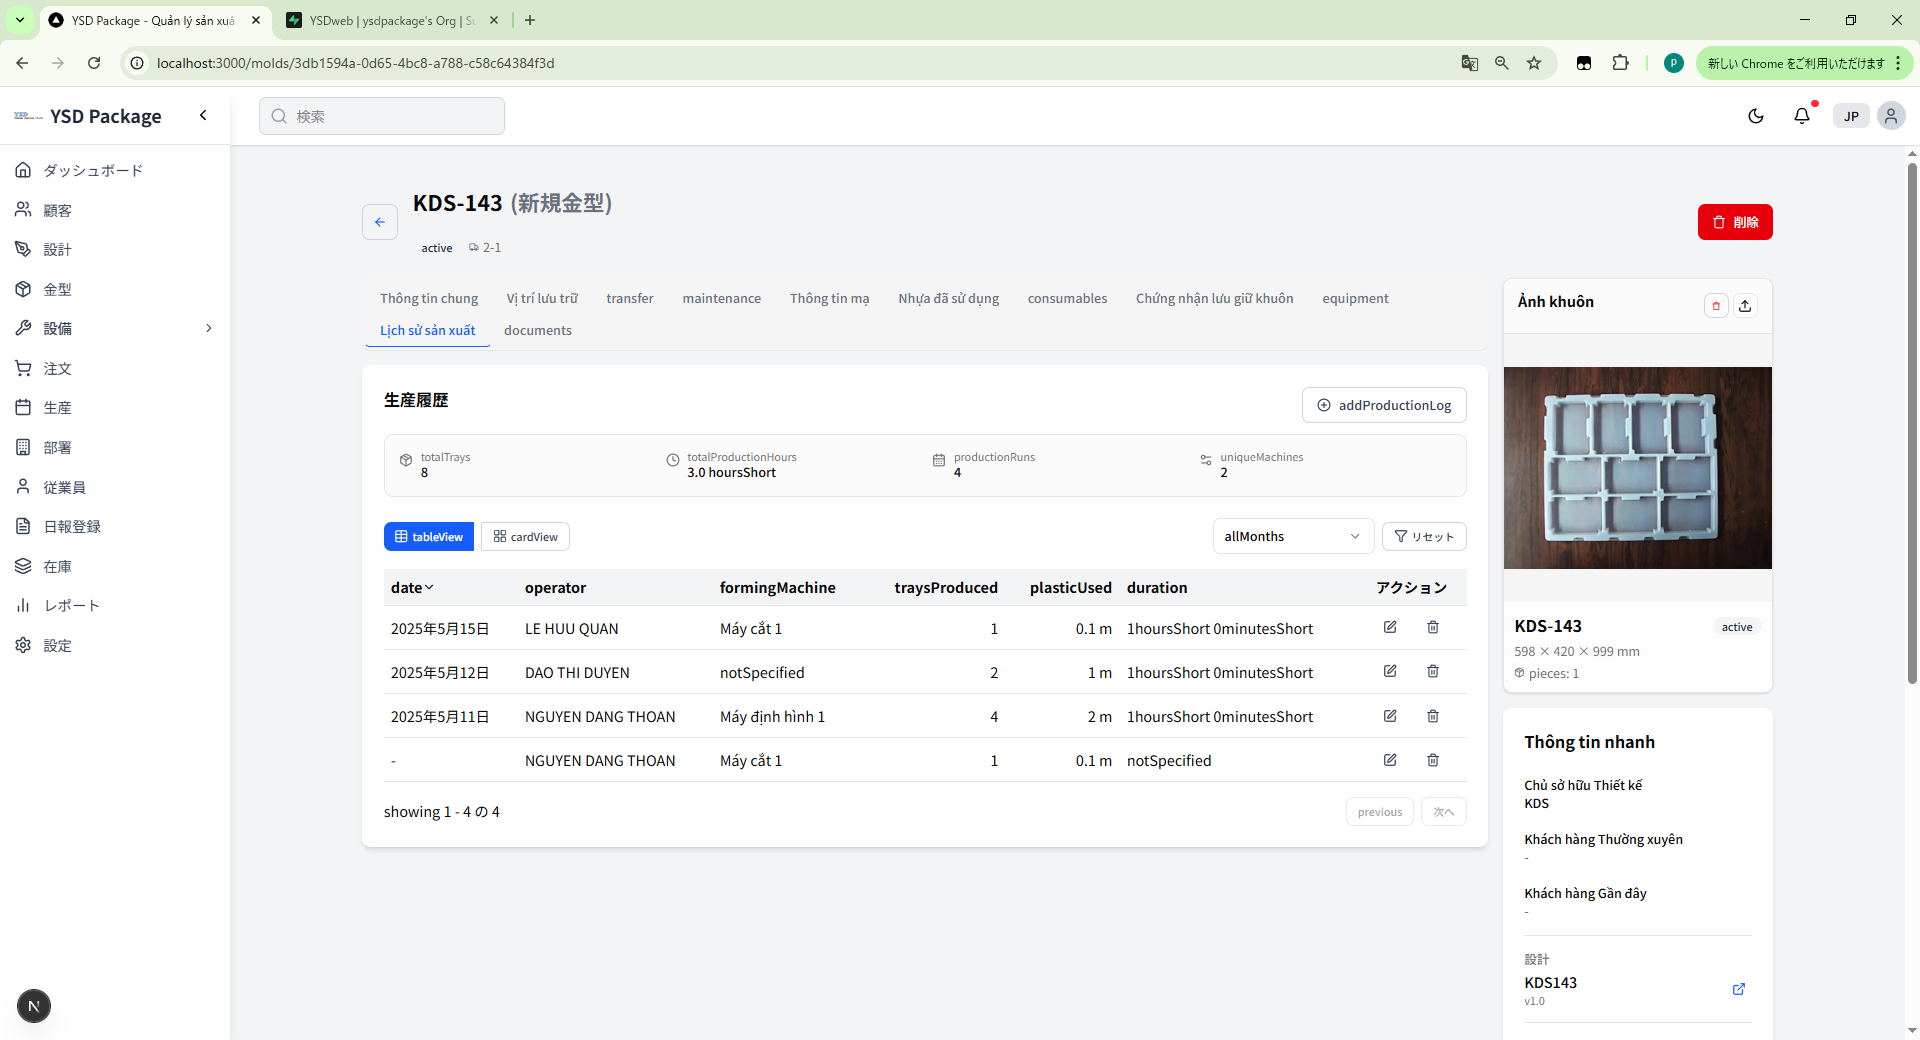 YSD Package - Quản lý sản xuấ
YSDweb | ysdpackage's Org | Su
localhost:3000/molds/3db1594a-0d65-4bc8-a788-c58c64384f3d
P
新しい Chrome をご利用いただけます
YSD Package
検索
JP
ダッシュボード
顧客
設計
金型
設備
注文
生産
部署
従業員
日報登録
在庫
レポート
設定
N
KDS-143 (新規金型)
active 2-1
削除
Thông tin chung Vị trí lưu trữ transfer maintenance Thông tin mạ Nhựa đã sử dụng consumables Chứng nhận lưu giữ khuôn equipment
Lịch sử sản xuất documents
生産履歴
addProductionLog
totalTrays totalProductionHours productionRuns uniqueMachines
8 3.0 hoursShort 4 2
tableView cardView allMonths リセット
date operator formingMachine traysProduced plasticUsed duration アクション
2025年5月15日 LE HUU QUAN Máy cắt 1 1 0.1 m 1hoursShort 0minutesShort
2025年5月12日 DAO THI DUYEN notSpecified 2 1 m 1hoursShort 0minutesShort
2025年5月11日 NGUYEN DANG THOAN Máy định hình 1 4 2 m 1hoursShort 0minutesShort
- NGUYEN DANG THOAN Máy cắt 1 1 0.1 m notSpecified
showing 1 - 4 の 4
previous 次へ
Ảnh khuôn
KDS-143 active
598 × 420 × 999 mm
pieces: 1
Thông tin nhanh
Chủ sở hữu Thiết kế
KDS
Khách hàng Thường xuyên
-
Khách hàng Gần đây
-
設計
KDS143
v1.0